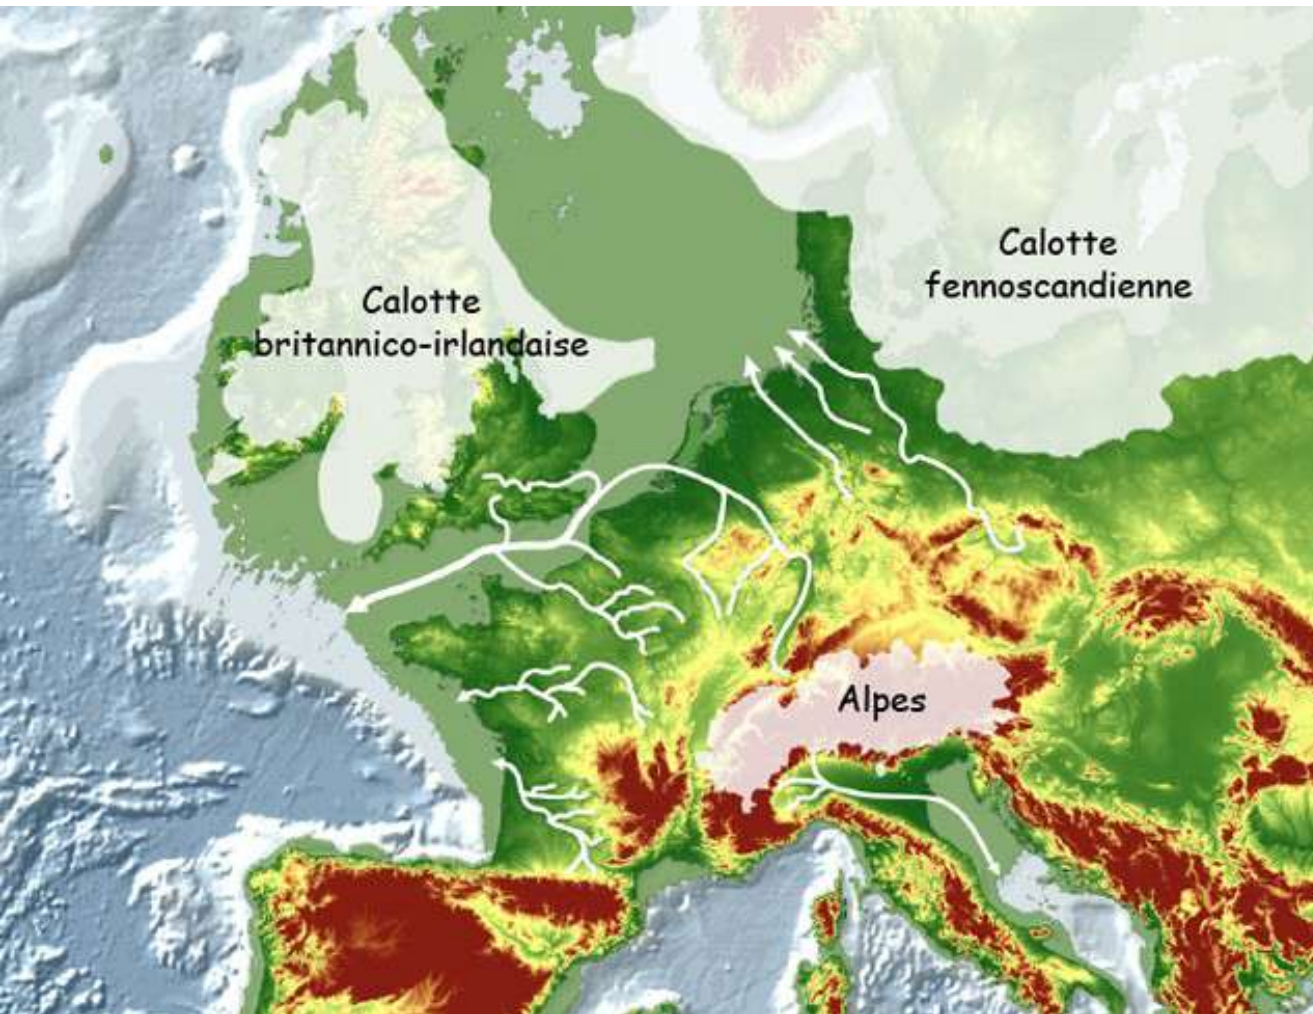 Calotte
fennoscandienne
Calotte
britannico-irlandaise
Alpes